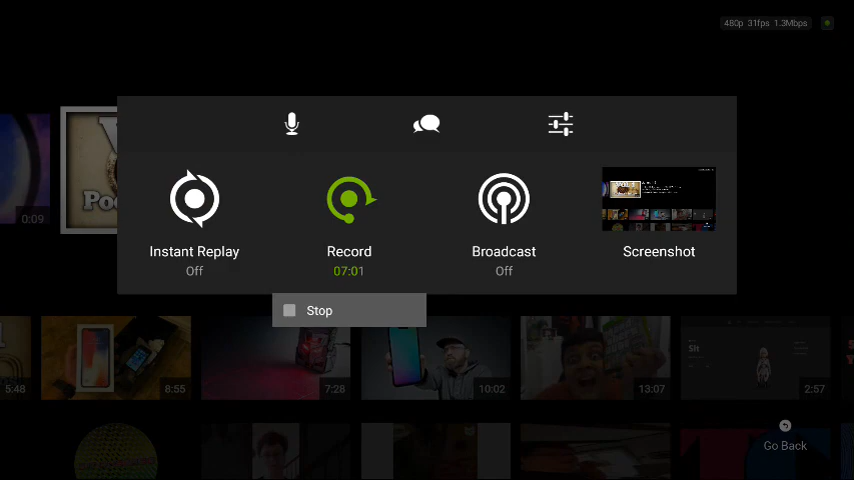 480p 31fps 1.3Mbps
0:09
Instant Replay
Off
Record
07:01
Broadcast
Off
Screenshot
Stop
5:48
8:55
7:28
10:02
13:07
Sit
2:57
Go Back